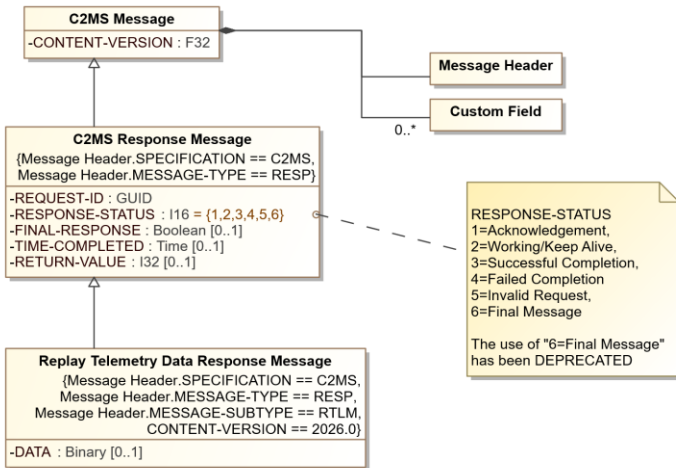 C2MS Message
-CONTENT-VERSION : F32
Message Header
Custom Field
0..*
C2MS Response Message
{Message Header.SPECIFICATION == C2MS,
Message Header.MESSAGE-TYPE == RESP}
-REQUEST-ID : GUID
-RESPONSE-STATUS : I16 = {1,2,3,4,5,6}
-FINAL-RESPONSE : Boolean [0..1]
-TIME-COMPLETED : Time [0..1]
-RETURN-VALUE : I32 [0..1]
RESPONSE-STATUS
1=Acknowledgement,
2=Working/Keep Alive,
3=Successful Completion,
4=Failed Completion
5=Invalid Request,
6=Final Message
The use of "6=Final Message"
has been DEPRECATED
Replay Telemetry Data Response Message
{Message Header.SPECIFICATION == C2MS,
Message Header.MESSAGE-TYPE == RESP,
Message Header.MESSAGE-SUBTYPE == RTLM,
CONTENT-VERSION == 2026.0}
-DATA : Binary [0..1]